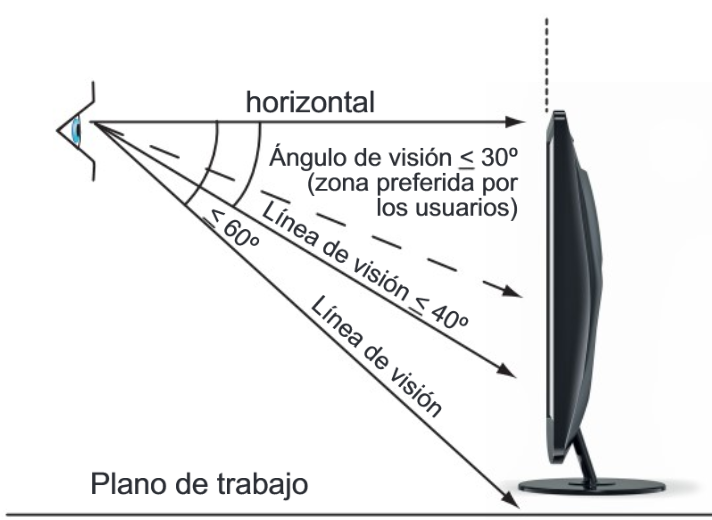 horizontal
Ángulo de visión ≤ 30º
(zona preferida por
los usuarios)
≤ 60º
Línea de visión ≤ 40º
Línea de visión
Plano de trabajo